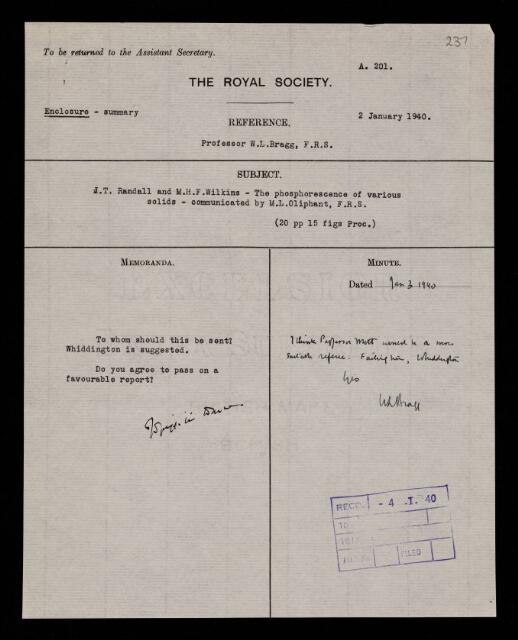 237
To be returned to the Assistant Secretary.
A. 201.
THE ROYAL SOCIETY.
Enclosure - summary
2 January 1940.
REFERENCE.
Professor W.L.Bragg, F.R.S.
SUBJECT.
J.T. Randall and M.H.F.Wilkins - The phosphorescence of various
solids - communicated by M.L.Oliphant, F.R.S.
(20 pp 15 figs Proc.)
MEMORANDA.
To whom should this be sent?
Whiddington is suggested.
Do you agree to pass on a
favourable report?
MINUTE.
Dated Jan 3 1940
I think Professor Mott would be a more
suitable referee. Failing him, Whiddington
Yes
WLBragg
RECD. - 4 .I. 40
TO
FILED